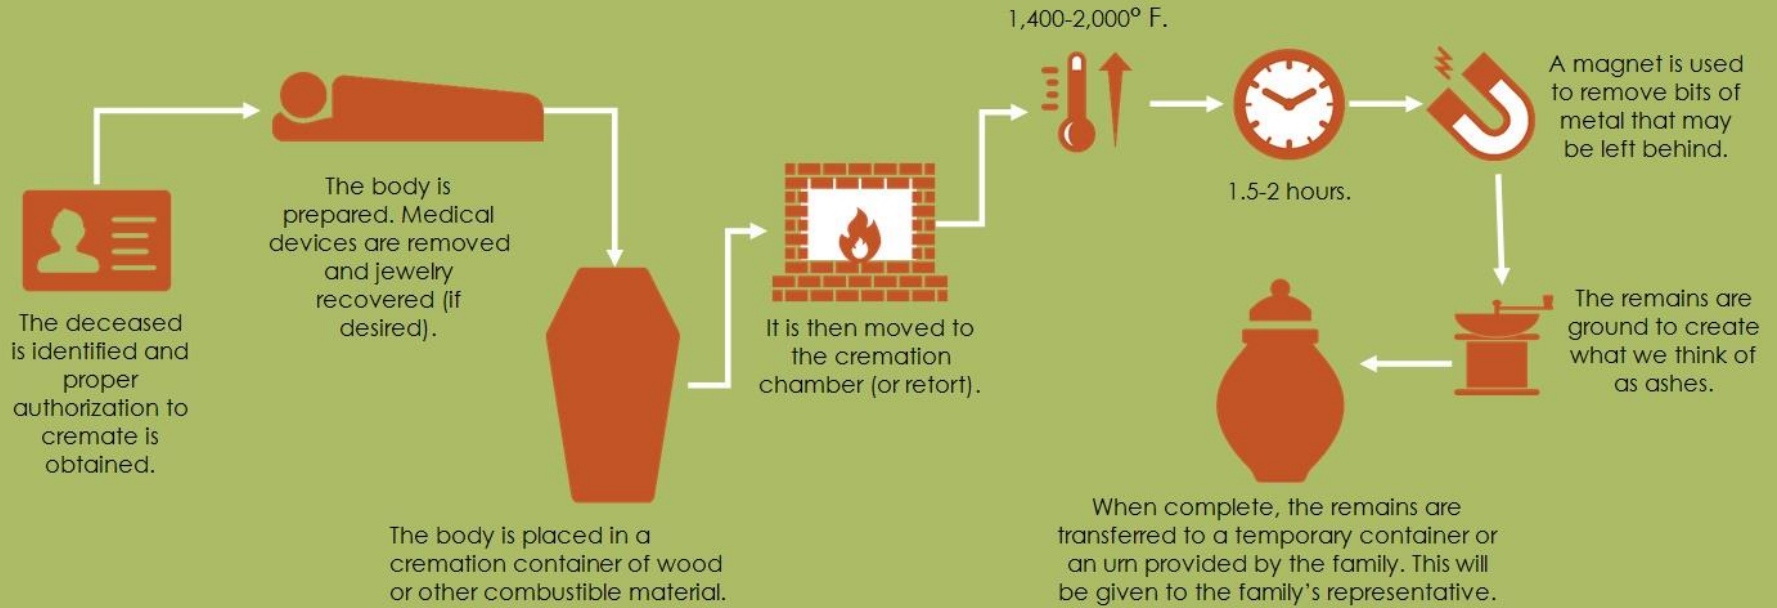 The deceased
is identified and
proper
authorization to
cremate is
obtained.
The body is
prepared. Medical
devices are removed
and jewelry
recovered (if
desired).
The body is placed in a
cremation container of wood
or other combustible material.
It is then moved to
the cremation
chamber (or retort).
1,400-2,000° F.
1.5-2 hours.
A magnet is used
to remove bits of
metal that may
be left behind.
The remains are
ground to create
what we think of
as ashes.
When complete, the remains are
transferred to a temporary container or
an urn provided by the family. This will
be given to the family's representative.